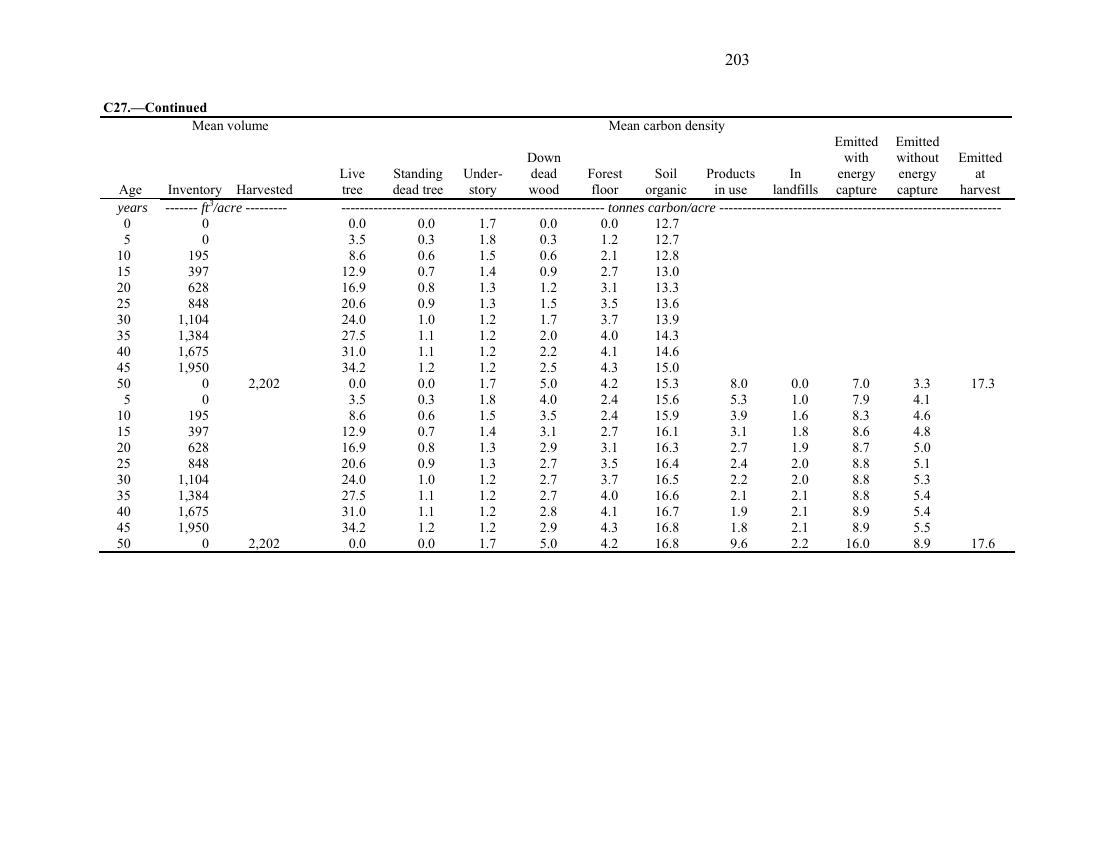 203
C27.—Continued
Mean volume Mean carbon density
Emitted Emitted
Down with without Emitted
Live Standing Under- dead Forest Soil Products In energy energy at
Age Inventory Harvested tree dead tree story wood floor organic in use landfills capture capture harvest
years ------- ft³/acre --------- ------------------------------------------------------- tonnes carbon/acre -----------------------------------------------------------
0 0 0.0 0.0 1.7 0.0 0.0 12.7
5 0 3.5 0.3 1.8 0.3 1.2 12.7
10 195 8.6 0.6 1.5 0.6 2.1 12.8
15 397 12.9 0.7 1.4 0.9 2.7 13.0
20 628 16.9 0.8 1.3 1.2 3.1 13.3
25 848 20.6 0.9 1.3 1.5 3.5 13.6
30 1,104 24.0 1.0 1.2 1.7 3.7 13.9
35 1,384 27.5 1.1 1.2 2.0 4.0 14.3
40 1,675 31.0 1.1 1.2 2.2 4.1 14.6
45 1,950 34.2 1.2 1.2 2.5 4.3 15.0
50 0 2,202 0.0 0.0 1.7 5.0 4.2 15.3 8.0 0.0 7.0 3.3 17.3
5 0 3.5 0.3 1.8 4.0 2.4 15.6 5.3 1.0 7.9 4.1
10 195 8.6 0.6 1.5 3.5 2.4 15.9 3.9 1.6 8.3 4.6
15 397 12.9 0.7 1.4 3.1 2.7 16.1 3.1 1.8 8.6 4.8
20 628 16.9 0.8 1.3 2.9 3.1 16.3 2.7 1.9 8.7 5.0
25 848 20.6 0.9 1.3 2.7 3.5 16.4 2.4 2.0 8.8 5.1
30 1,104 24.0 1.0 1.2 2.7 3.7 16.5 2.2 2.0 8.8 5.3
35 1,384 27.5 1.1 1.2 2.7 4.0 16.6 2.1 2.1 8.8 5.4
40 1,675 31.0 1.1 1.2 2.8 4.1 16.7 1.9 2.1 8.9 5.4
45 1,950 34.2 1.2 1.2 2.9 4.3 16.8 1.8 2.1 8.9 5.5
50 0 2,202 0.0 0.0 1.7 5.0 4.2 16.8 9.6 2.2 16.0 8.9 17.6